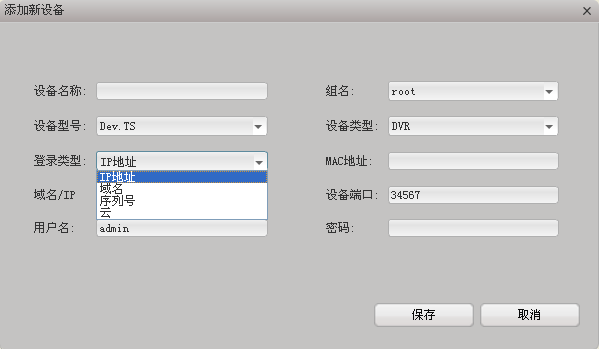 添加新设备
设备名称:
组名: root
设备型号: Dev.TS
设备类型: DVR
登录类型: IP地址
MAC地址:
IP地址
域名
序列号
云
域名/IP
设备端口: 34567
用户名: admin
密码:
保存
取消